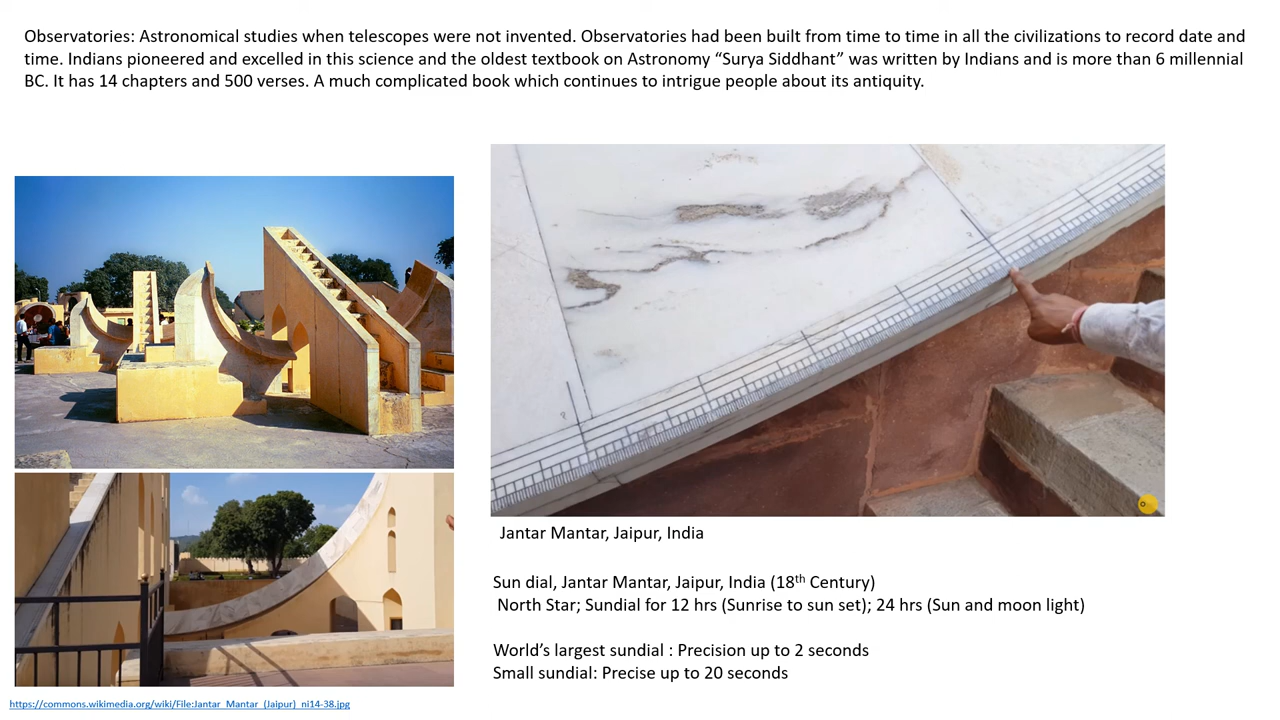 Observatories: Astronomical studies when telescopes were not invented. Observatories had been built from time to time in all the civilizations to record date and
time. Indians pioneered and excelled in this science and the oldest textbook on Astronomy “Surya Siddhant” was written by Indians and is more than 6 millennial
BC. It has 14 chapters and 500 verses. A much complicated book which continues to intrigue people about its antiquity.
Jantar Mantar, Jaipur, India
Sun dial, Jantar Mantar, Jaipur, India (18th Century)
North Star; Sundial for 12 hrs (Sunrise to sun set); 24 hrs (Sun and moon light)
World’s largest sundial : Precision up to 2 seconds
Small sundial: Precise up to 20 seconds
https://commons.wikimedia.org/wiki/File:Jantar_Mantar_(Jaipur)_ni14-38.jpg